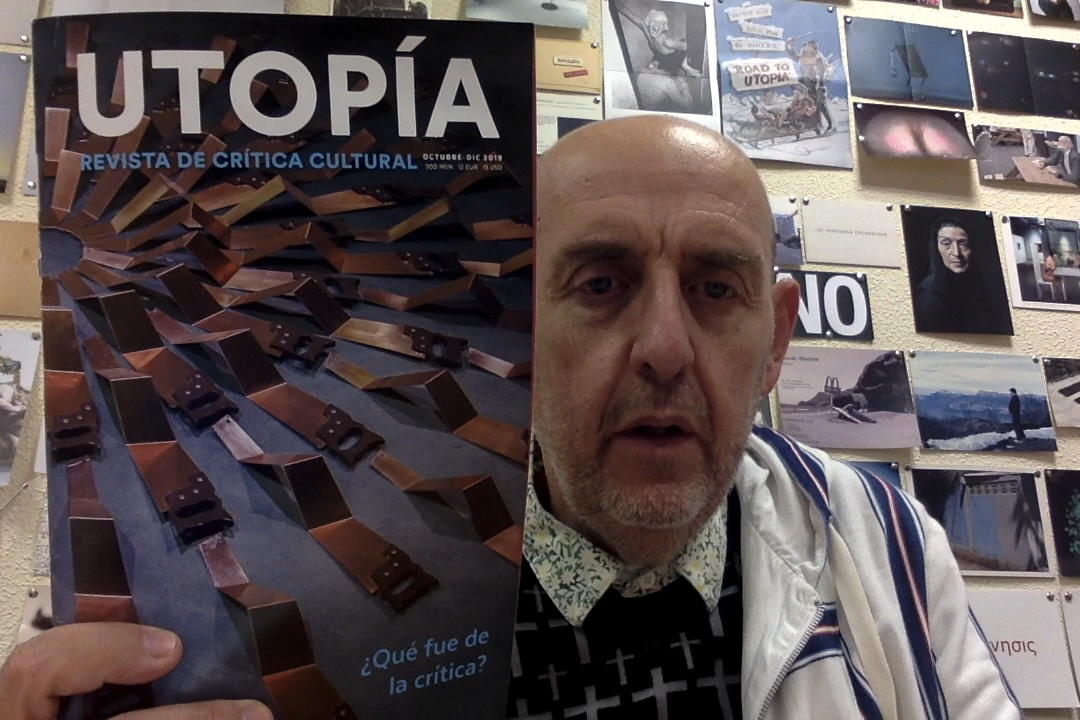 UTOPÍA
REVISTA DE CRÍTICA CULTURAL
OCTUBRE-DIC 2019
300 MXN 12 EUR 15 USD
¿Qué fue de
la crítica?
ROAD TO
UTOPIA
NO
νησις